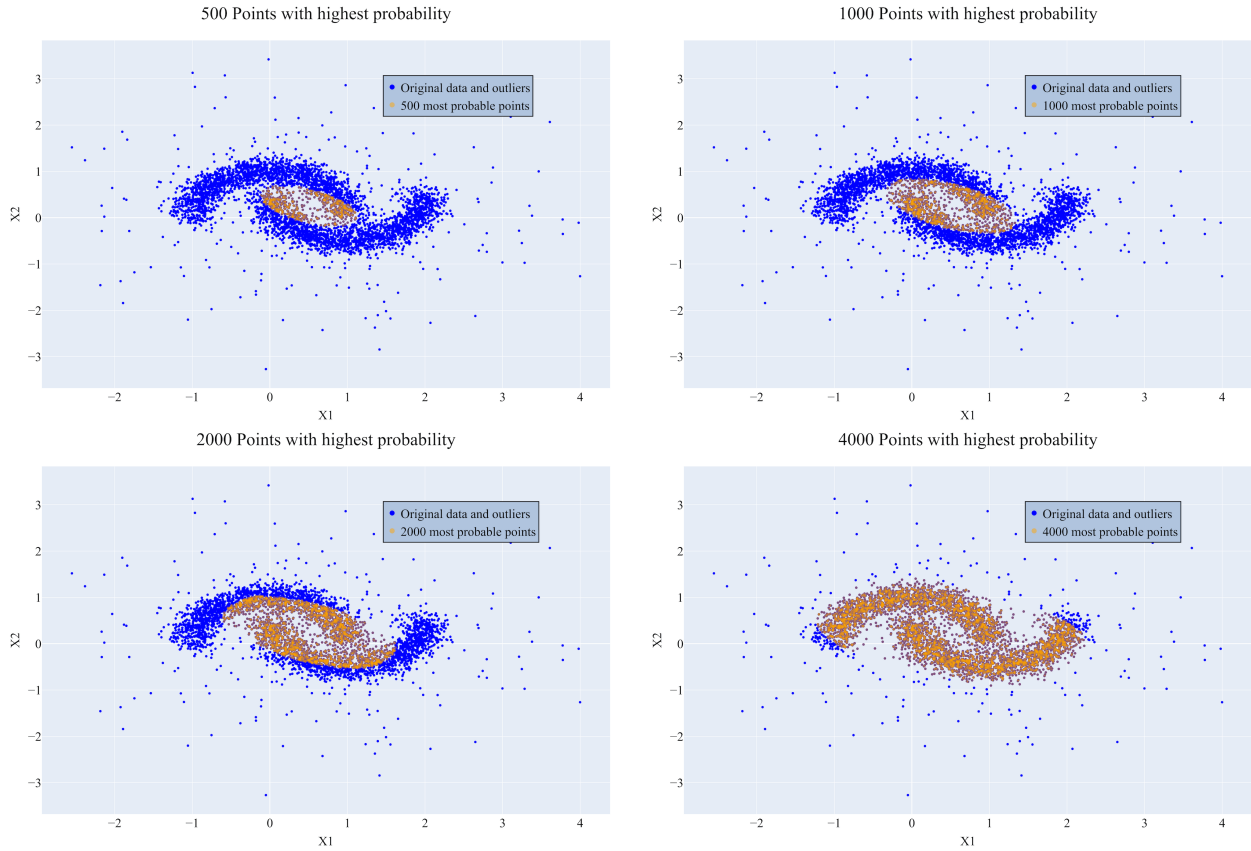 500 Points with highest probability
3
2
1
0
−1
−2
−3
X2
−2
−1
0
1
2
3
4
X1
Original data and outliers
500 most probable points
1000 Points with highest probability
3
2
1
0
−1
−2
−3
X2
−2
−1
0
1
2
3
4
X1
Original data and outliers
1000 most probable points
2000 Points with highest probability
3
2
1
0
−1
−2
−3
X2
−2
−1
0
1
2
3
4
X1
Original data and outliers
2000 most probable points
4000 Points with highest probability
3
2
1
0
−1
−2
−3
X2
−2
−1
0
1
2
3
4
X1
Original data and outliers
4000 most probable points